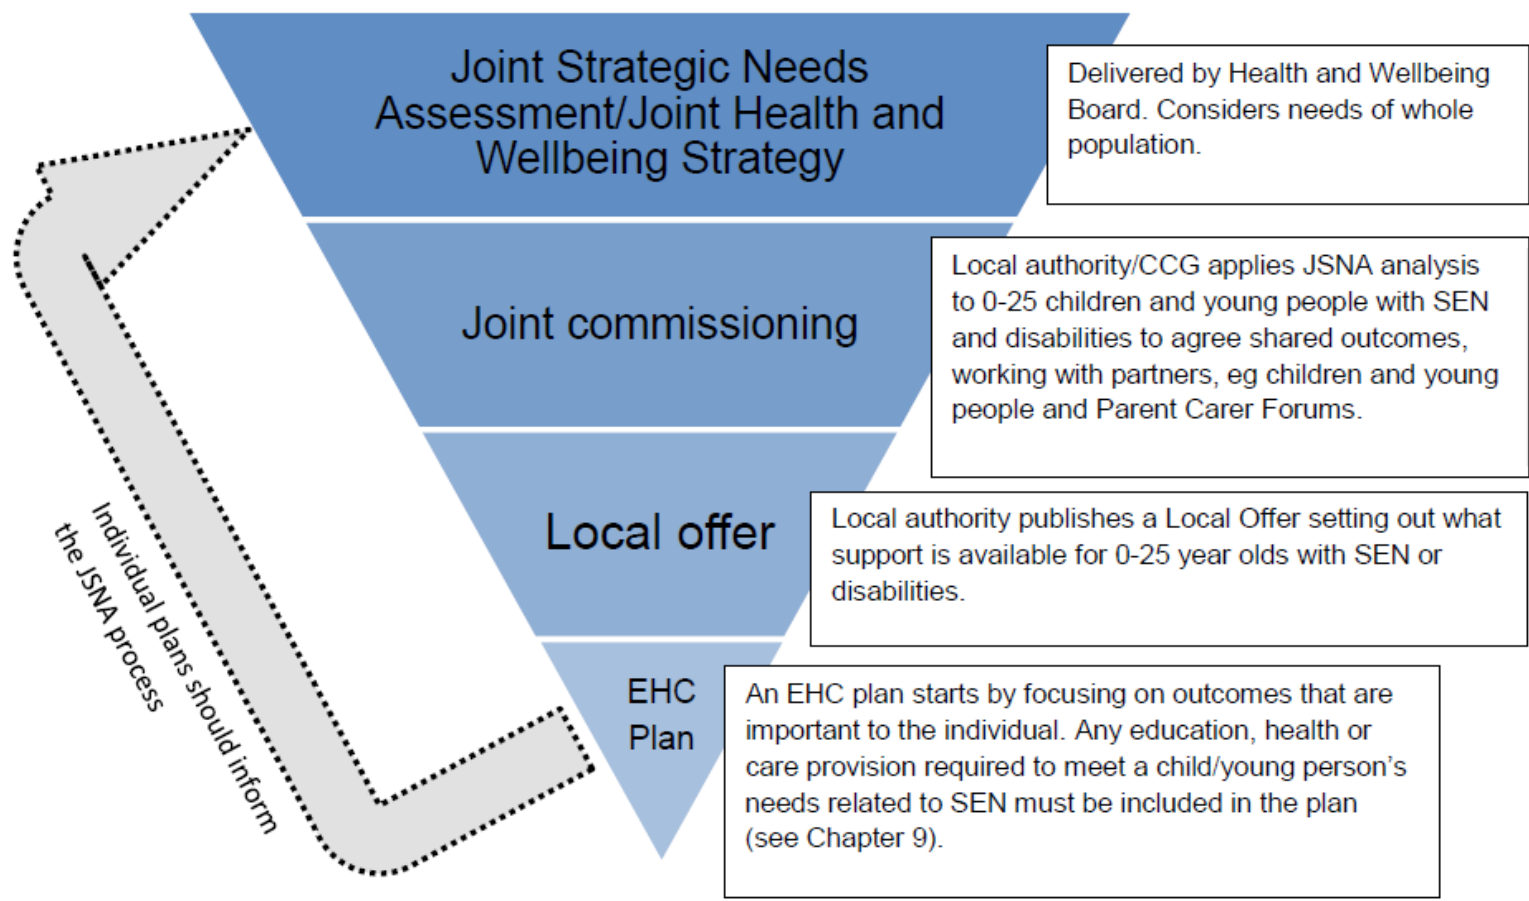 Joint Strategic Needs
Assessment/Joint Health and
Wellbeing Strategy
Delivered by Health and Wellbeing
Board. Considers needs of whole
population.
Joint commissioning
Local authority/CCG applies JSNA analysis
to 0-25 children and young people with SEN
and disabilities to agree shared outcomes,
working with partners, eg children and young
people and Parent Carer Forums.
Local offer
Local authority publishes a Local Offer setting out what
support is available for 0-25 year olds with SEN or
disabilities.
EHC
Plan
An EHC plan starts by focusing on outcomes that are
important to the individual. Any education, health or
care provision required to meet a child/young person's
needs related to SEN must be included in the plan
(see Chapter 9).
Individual plans should inform
the JSNA process